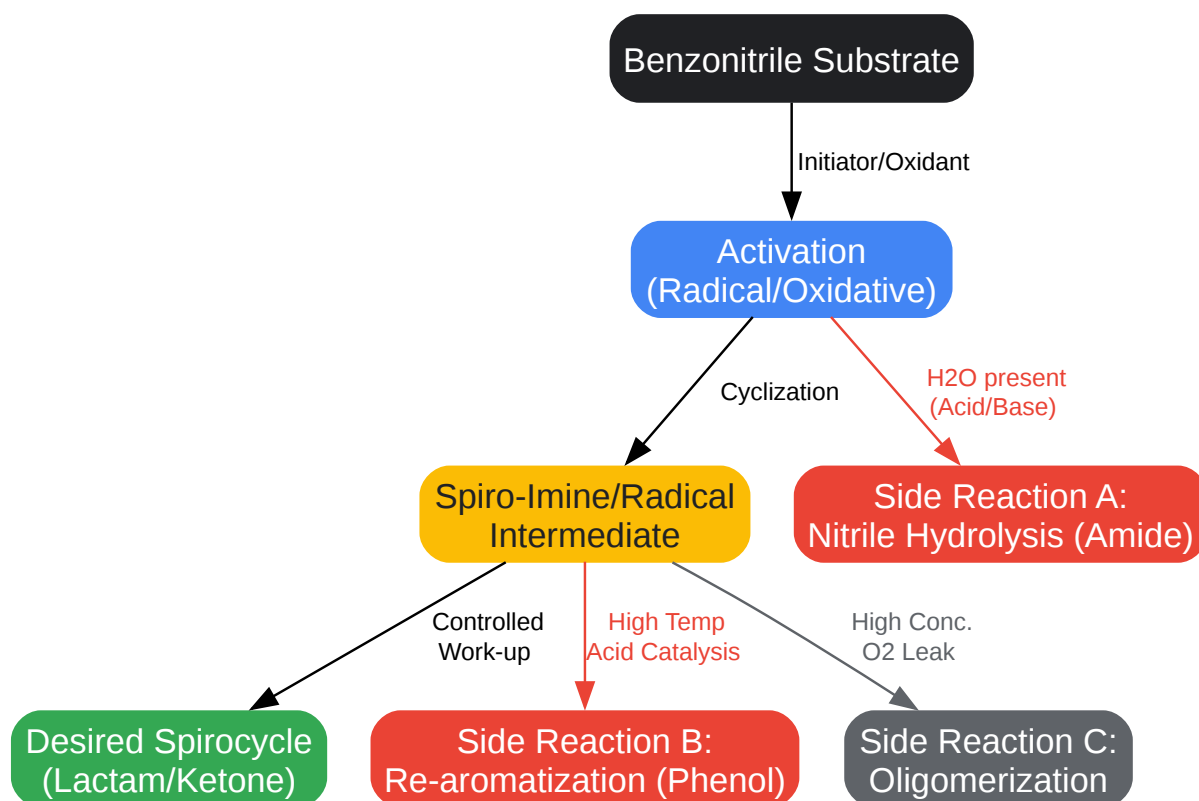 Benzonitrile Substrate
Initiator/Oxidant
Activation
(Radical/Oxidative)
Cyclization
H2O present
(Acid/Base)
Spiro-Imine/Radical
Intermediate
Side Reaction A:
Nitrile Hydrolysis (Amide)
Controlled
Work-up
High Temp
Acid Catalysis
High Conc.
O2 Leak
Desired Spirocycle
(Lactam/Ketone)
Side Reaction B:
Re-aromatization (Phenol)
Side Reaction C:
Oligomerization